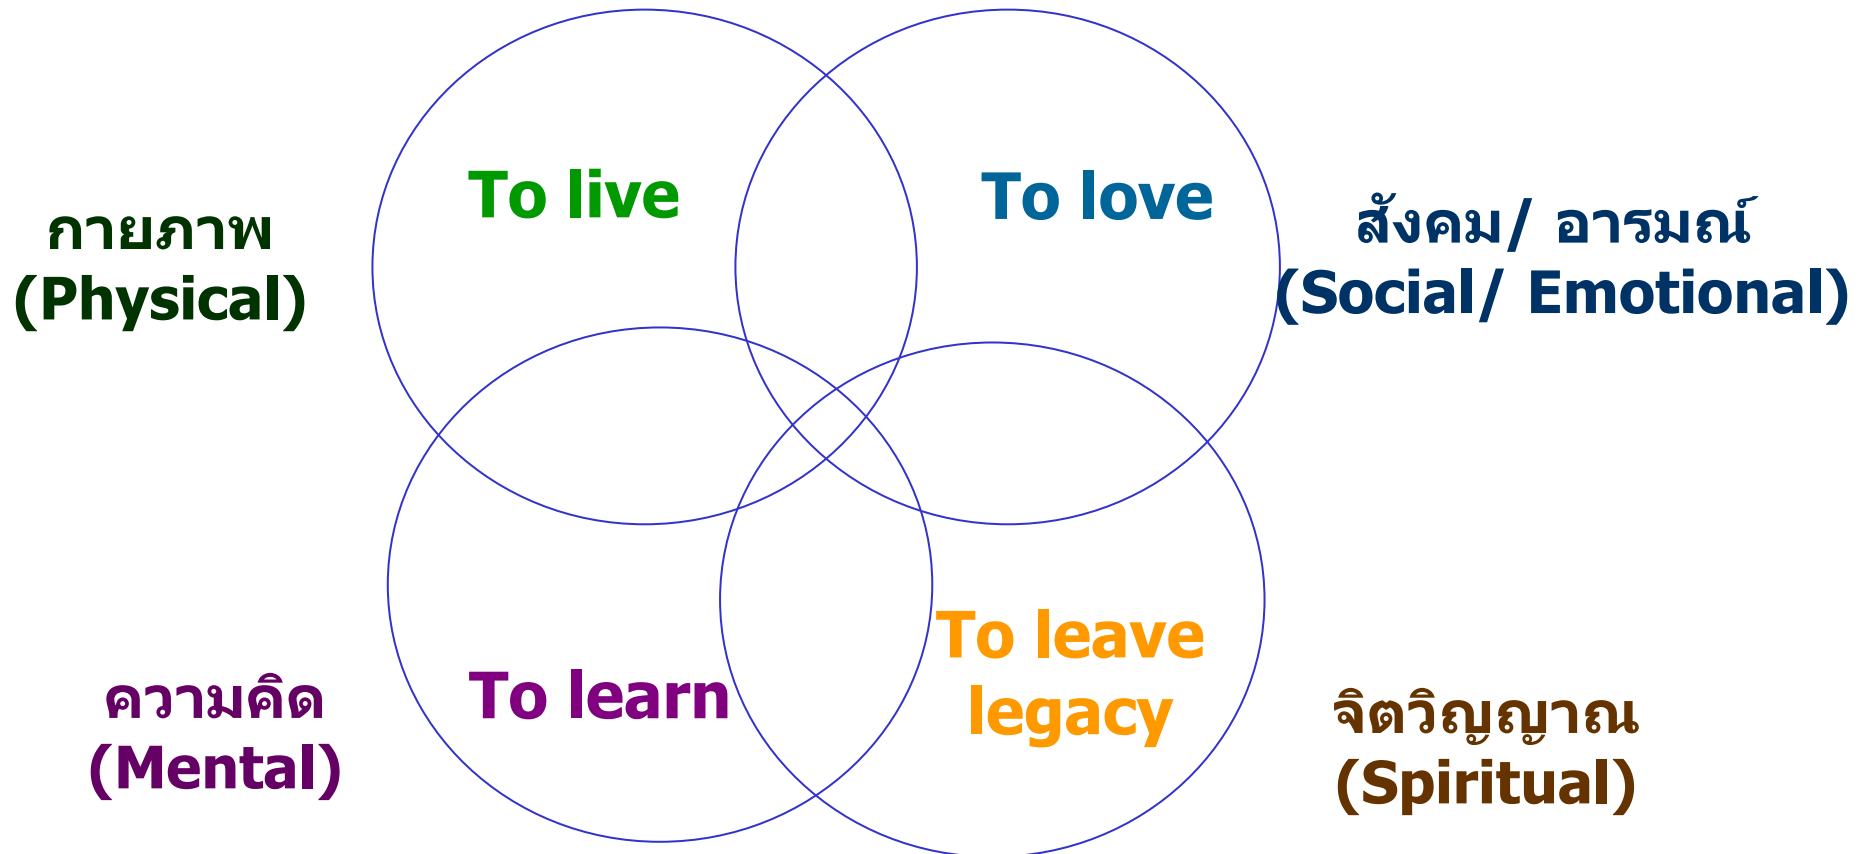 To live
To love
กายภาพ
(Physical)
สังคม/ อารมณ์
(Social/ Emotional)
To learn
To leave
legacy
ความคิด
(Mental)
จิตวิญญาณ
(Spiritual)